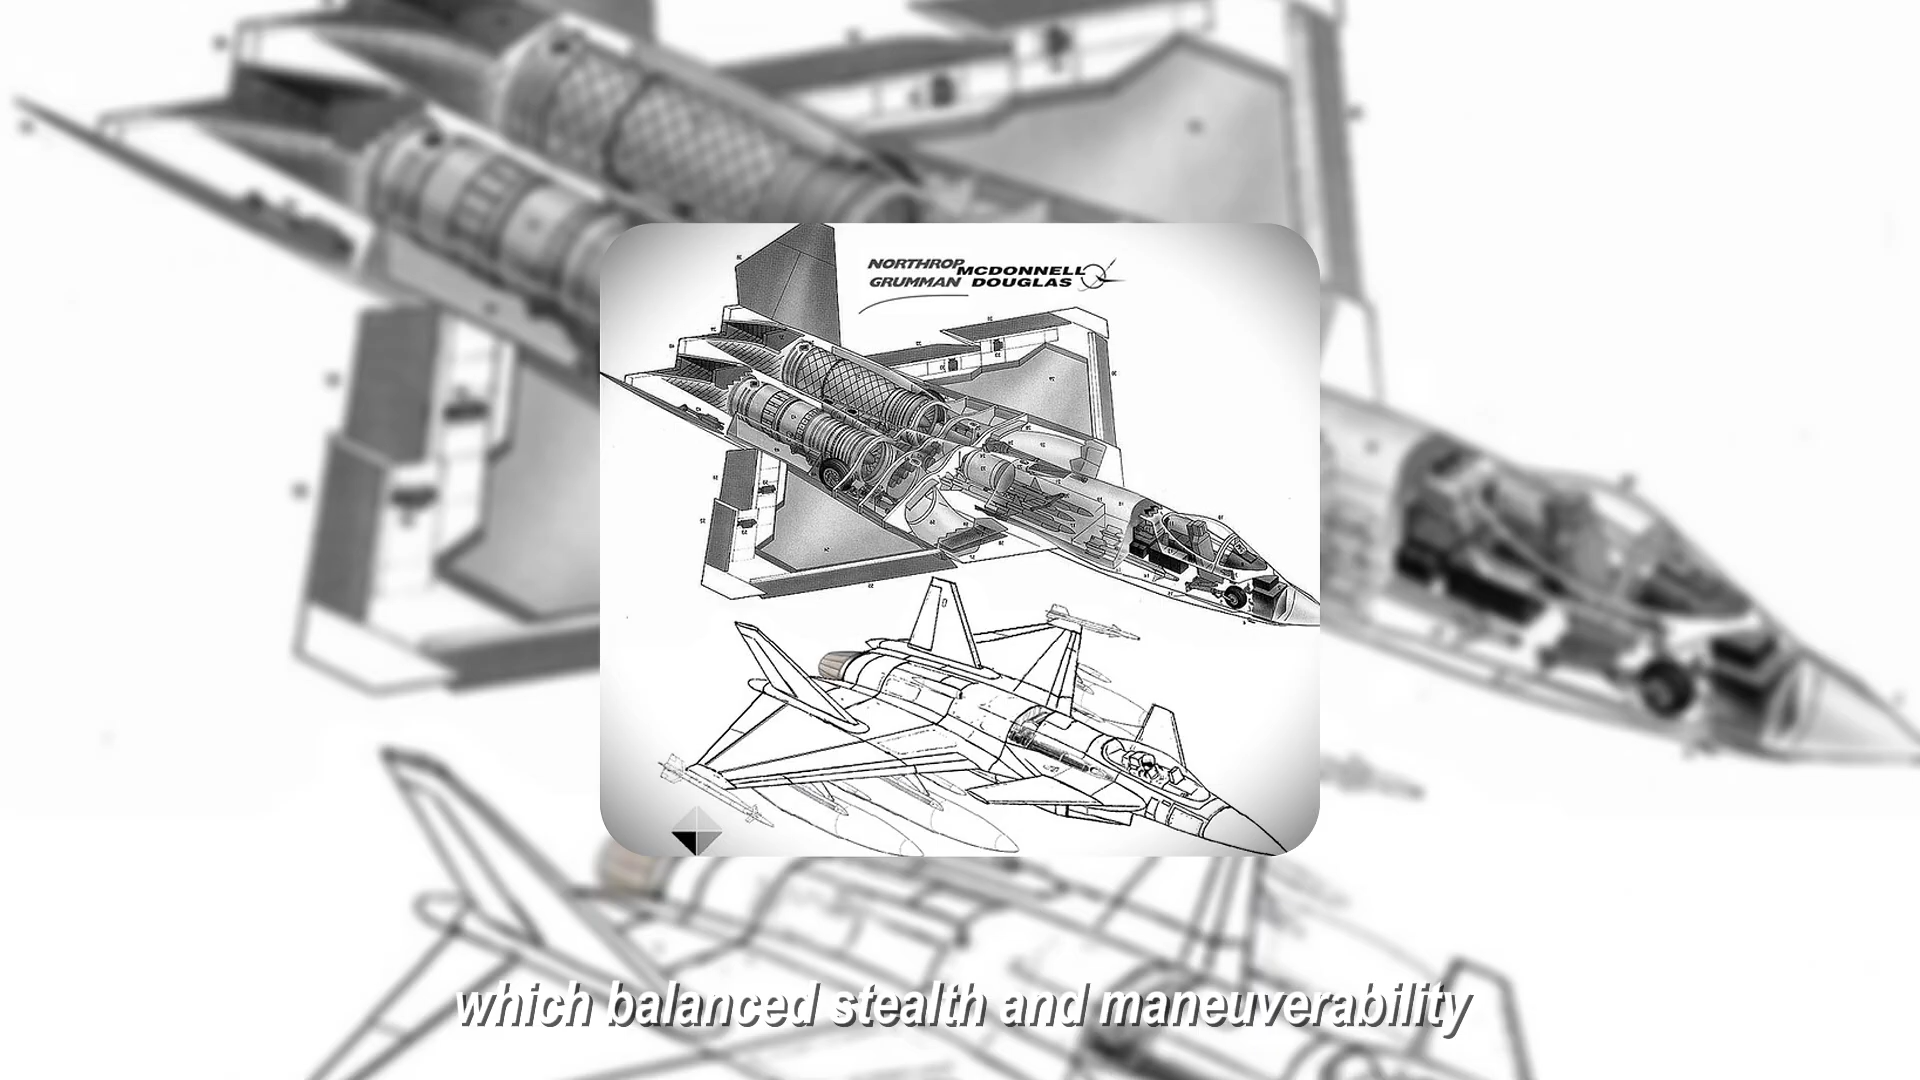 NORTHROP
GRUMMAN
MCDONNELL
DOUGLAS
which balanced stealth and maneuverability